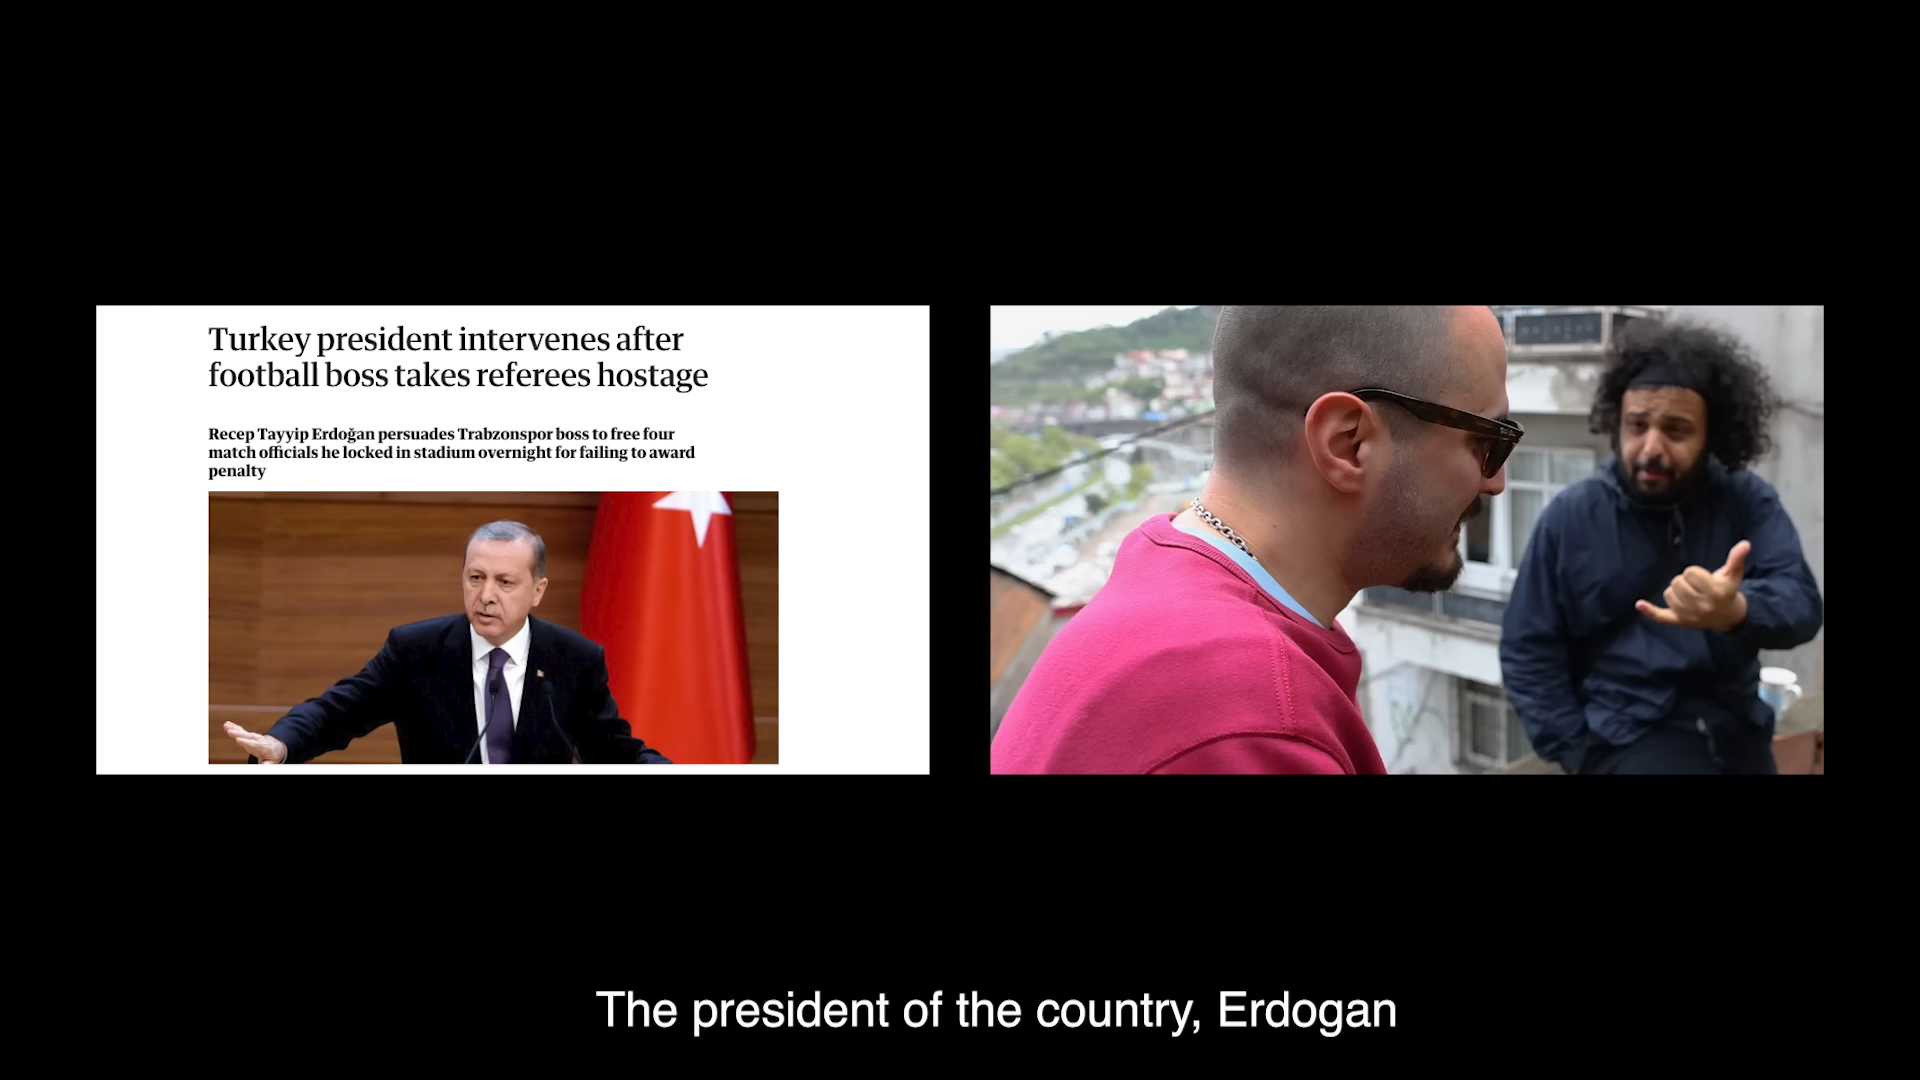 Turkey president intervenes after
football boss takes referees hostage
Recep Tayyip Erdoğan persuades Trabzonspor boss to free four
match officials he locked in stadium overnight for failing to award
penalty
The president of the country, Erdogan